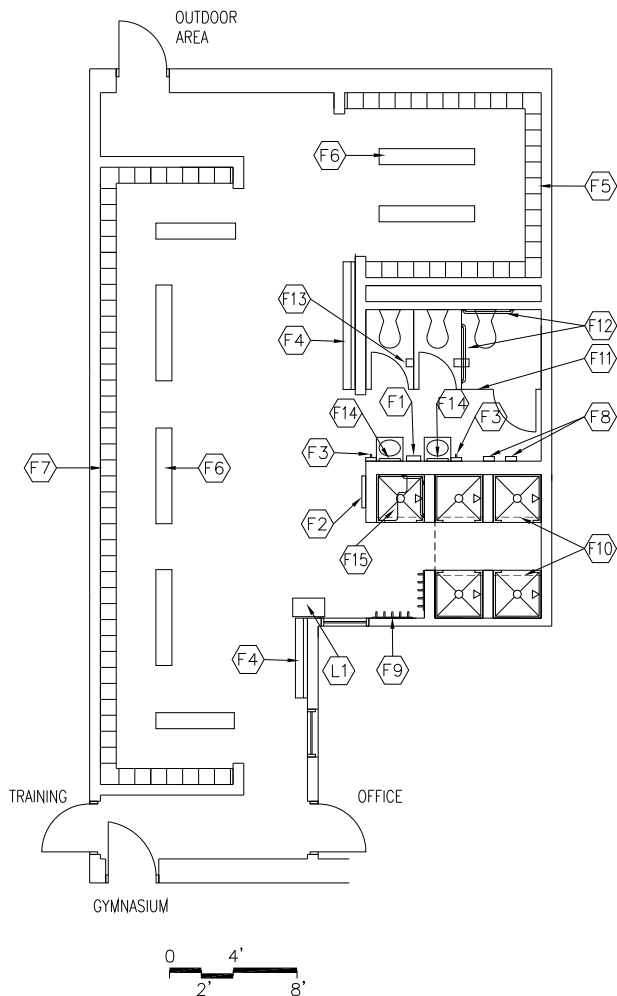 OUTDOOR
AREA
F6
F5
F13
F12
F4
F11
F14
F1
F14
F3
F8
F3
F7
F6
F2
F15
F10
F4
L1
F9
TRAINING
OFFICE
GYMNASIUM
0 4'
2' 8'